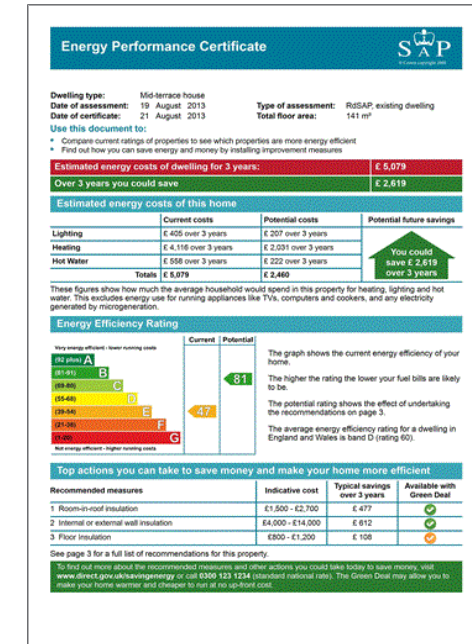 Energy Performance Certificate
SAP
© Crown copyright 2009
Dwelling type: Mid-terrace house
Date of assessment: 19 August 2013 Type of assessment: RdSAP, existing dwelling
Date of certificate: 21 August 2013 Total floor area: 141 m²
Use this document to:
• Compare current ratings of properties to see which properties are more energy efficient
• Find out how you can save energy and money by installing improvement measures
Estimated energy costs of dwelling for 3 years: £ 5,079
Over 3 years you could save £ 2,619
Estimated energy costs of this home
Current costs Potential costs Potential future savings
Lighting £ 405 over 3 years £ 207 over 3 years
Heating £ 4,116 over 3 years £ 2,031 over 3 years
Hot Water £ 558 over 3 years £ 222 over 3 years
Totals £ 5,079 £ 2,460
You could
save £ 2,619
over 3 years
These figures show how much the average household would spend in this property for heating, lighting and hot
water. This excludes energy use for running appliances like TVs, computers and cookers, and any electricity
generated by microgeneration.
Energy Efficiency Rating
Current Potential
Very energy efficient - lower running costs
(92 plus) A
(81-91) B
(69-80) C
(55-68) D
(39-54) E
(21-38) F
(1-20) G
Not energy efficient - higher running costs
47
81
The graph shows the current energy efficiency of your
home.
The higher the rating the lower your fuel bills are likely
to be.
The potential rating shows the effect of undertaking
the recommendations on page 3.
The average energy efficiency rating for a dwelling in
England and Wales is band D (rating 60).
Top actions you can take to save money and make your home more efficient
Recommended measures Indicative cost Typical savings over 3 years Available with Green Deal
1 Room-in-roof insulation £1,500 - £2,700 £ 477
2 Internal or external wall insulation £4,000 - £14,000 £ 612
3 Floor Insulation £800 - £1,200 £ 108
See page 3 for a full list of recommendations for this property.
To find out more about the recommended measures and other actions you could take today to save money, visit
www.direct.gov.uk/savingenergy or call 0300 123 1234 (standard national rate). The Green Deal may allow you to
make your home warmer and cheaper to run at no up-front cost.